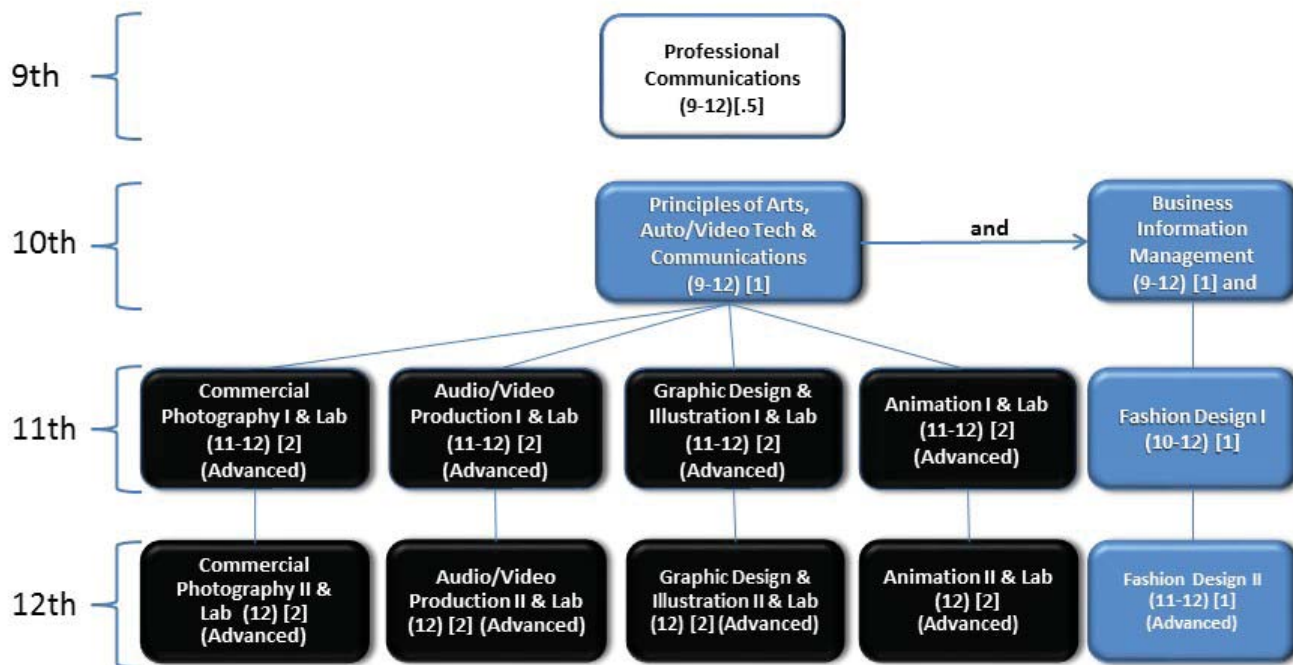 9th
Professional
Communications
(9-12)[.5]
10th
Principles of Arts,
Auto/Video Tech &
Communications
(9-12) [1]
and
Business
Information
Management
(9-12) [1] and
11th
Commercial
Photography I & Lab
(11-12) [2]
(Advanced)
Audio/Video
Production I & Lab
(11-12) [2]
(Advanced)
Graphic Design &
Illustration I & Lab
(11-12) [2]
(Advanced)
Animation I & Lab
(11-12) [2]
(Advanced)
Fashion Design I
(10-12) [1]
12th
Commercial
Photography II &
Lab (12) [2]
(Advanced)
Audio/Video
Production II & Lab
(12) [2] (Advanced)
Graphic Design &
Illustration II & Lab
(12) [2] (Advanced)
Animation II & Lab
(12) [2]
(Advanced)
Fashion Design II
(11-12) [1]
(Advanced)